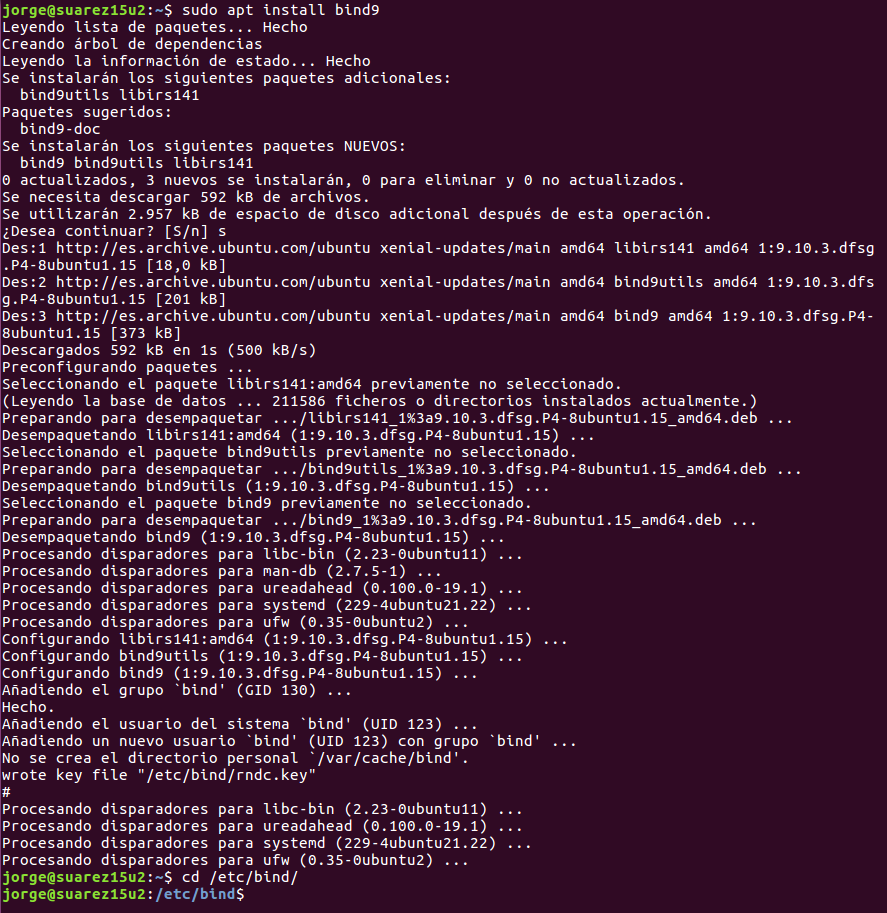 jorge@suarez15u2:~$ sudo apt install bind9
Leyendo lista de paquetes... Hecho
Creando árbol de dependencias
Leyendo la información de estado... Hecho
Se instalarán los siguientes paquetes adicionales:
  bind9utils libirs141
Paquetes sugeridos:
  bind9-doc
Se instalarán los siguientes paquetes NUEVOS:
  bind9 bind9utils libirs141
0 actualizados, 3 nuevos se instalarán, 0 para eliminar y 0 no actualizados.
Se necesita descargar 592 kB de archivos.
Se utilizarán 2.957 kB de espacio de disco adicional después de esta operación.
¿Desea continuar? [S/n] s
Des:1 http://es.archive.ubuntu.com/ubuntu xenial-updates/main amd64 libirs141 amd64 1:9.10.3.dfsg
.P4-8ubuntu1.15 [18,0 kB]
Des:2 http://es.archive.ubuntu.com/ubuntu xenial-updates/main amd64 bind9utils amd64 1:9.10.3.dfs
g.P4-8ubuntu1.15 [201 kB]
Des:3 http://es.archive.ubuntu.com/ubuntu xenial-updates/main amd64 bind9 amd64 1:9.10.3.dfsg.P4-
8ubuntu1.15 [373 kB]
Descargados 592 kB en 1s (500 kB/s)
Preconfigurando paquetes ...
Seleccionando el paquete libirs141:amd64 previamente no seleccionado.
(Leyendo la base de datos ... 211586 ficheros o directorios instalados actualmente.)
Preparando para desempaquetar .../libirs141_1%3a9.10.3.dfsg.P4-8ubuntu1.15_amd64.deb ...
Desempaquetando libirs141:amd64 (1:9.10.3.dfsg.P4-8ubuntu1.15) ...
Seleccionando el paquete bind9utils previamente no seleccionado.
Preparando para desempaquetar .../bind9utils_1%3a9.10.3.dfsg.P4-8ubuntu1.15_amd64.deb ...
Desempaquetando bind9utils (1:9.10.3.dfsg.P4-8ubuntu1.15) ...
Seleccionando el paquete bind9 previamente no seleccionado.
Preparando para desempaquetar .../bind9_1%3a9.10.3.dfsg.P4-8ubuntu1.15_amd64.deb ...
Desempaquetando bind9 (1:9.10.3.dfsg.P4-8ubuntu1.15) ...
Procesando disparadores para libc-bin (2.23-0ubuntu11) ...
Procesando disparadores para man-db (2.7.5-1) ...
Procesando disparadores para ureadahead (0.100.0-19.1) ...
Procesando disparadores para systemd (229-4ubuntu21.22) ...
Procesando disparadores para ufw (0.35-0ubuntu2) ...
Configurando libirs141:amd64 (1:9.10.3.dfsg.P4-8ubuntu1.15) ...
Configurando bind9utils (1:9.10.3.dfsg.P4-8ubuntu1.15) ...
Configurando bind9 (1:9.10.3.dfsg.P4-8ubuntu1.15) ...
Añadiendo el grupo `bind' (GID 130) ...
Hecho.
Añadiendo el usuario del sistema `bind' (UID 123) ...
Añadiendo un nuevo usuario `bind' (UID 123) con grupo `bind' ...
No se crea el directorio personal `/var/cache/bind'.
wrote key file "/etc/bind/rndc.key"
#
Procesando disparadores para libc-bin (2.23-0ubuntu11) ...
Procesando disparadores para ureadahead (0.100.0-19.1) ...
Procesando disparadores para systemd (229-4ubuntu21.22) ...
Procesando disparadores para ufw (0.35-0ubuntu2) ...
jorge@suarez15u2:~$ cd /etc/bind/
jorge@suarez15u2:/etc/bind$